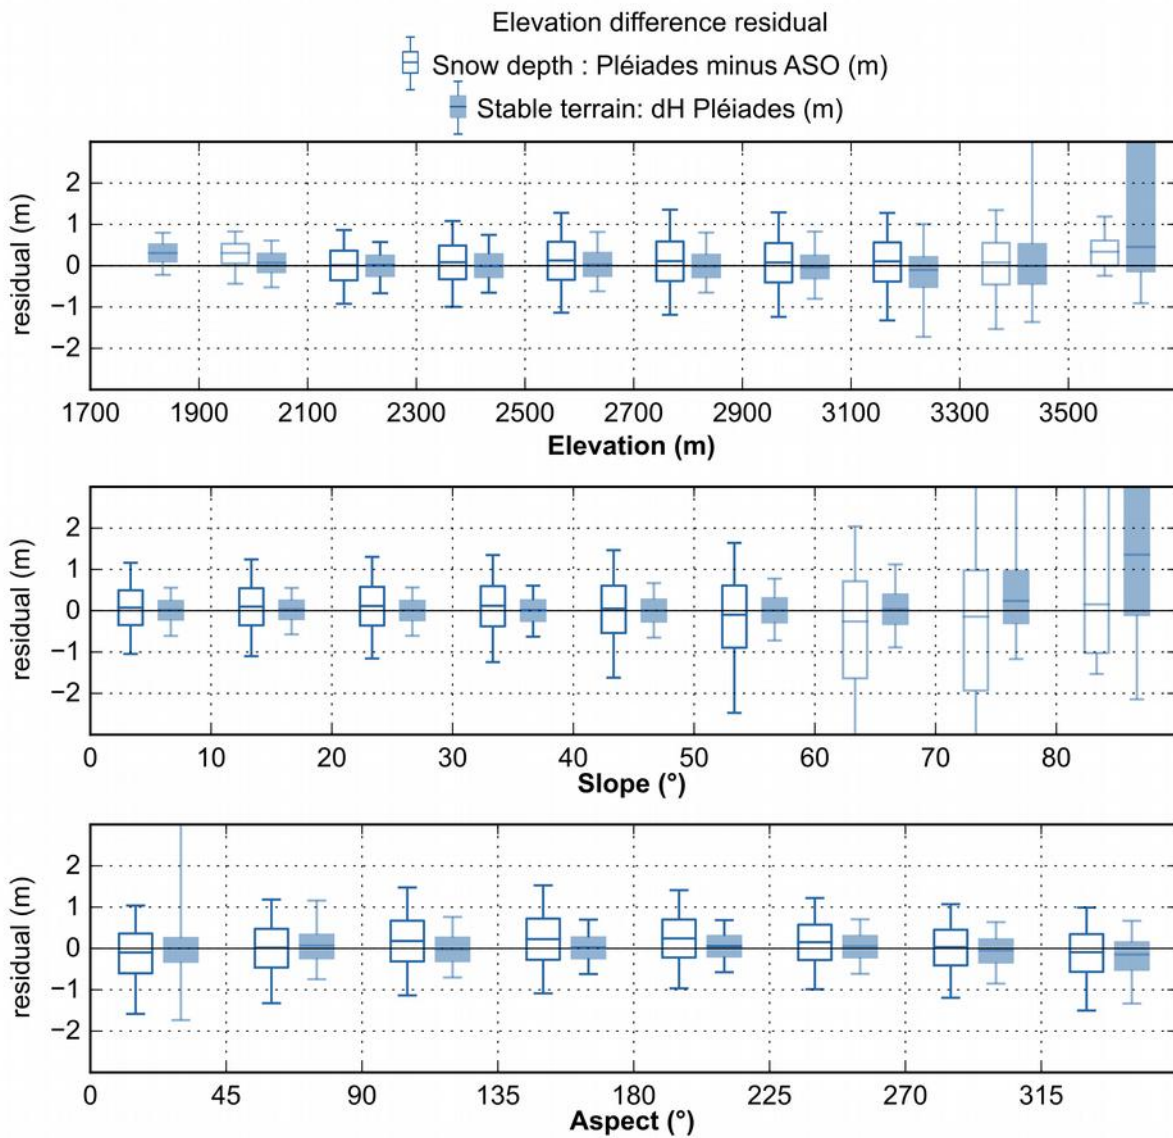 Elevation difference residual
Snow depth : Pléiades minus ASO (m)
Stable terrain: dH Pléiades (m)
residual (m)
2
1
0
−1
−2
1700 1900 2100 2300 2500 2700 2900 3100 3300 3500
Elevation (m)
residual (m)
2
1
0
−1
−2
0 10 20 30 40 50 60 70 80
Slope (°)
residual (m)
2
1
0
−1
−2
0 45 90 135 180 225 270 315
Aspect (°)